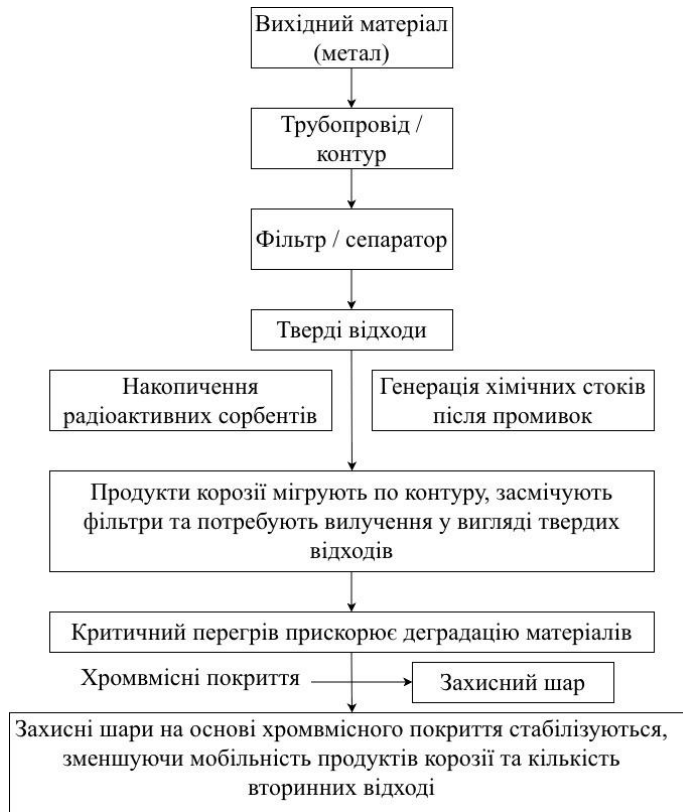 Вихідний матеріал
(метал)
Трубопровід /
контур
Фільтр / сепаратор
Тверді відходи
Накопичення
радіоактивних сорбентів
Генерація хімічних стоків
після промивок
Продукти корозії мігрують по контуру, засмічують
фільтри та потребують вилучення у вигляді твердих
відходів
Критичний перегрів прискорює деградацію матеріалів
Хромвмісні покриття
Захисний шар
Захисні шари на основі хромвмісного покриття стабілізуються,
зменшуючи мобільність продуктів корозії та кількість
вторинних відході